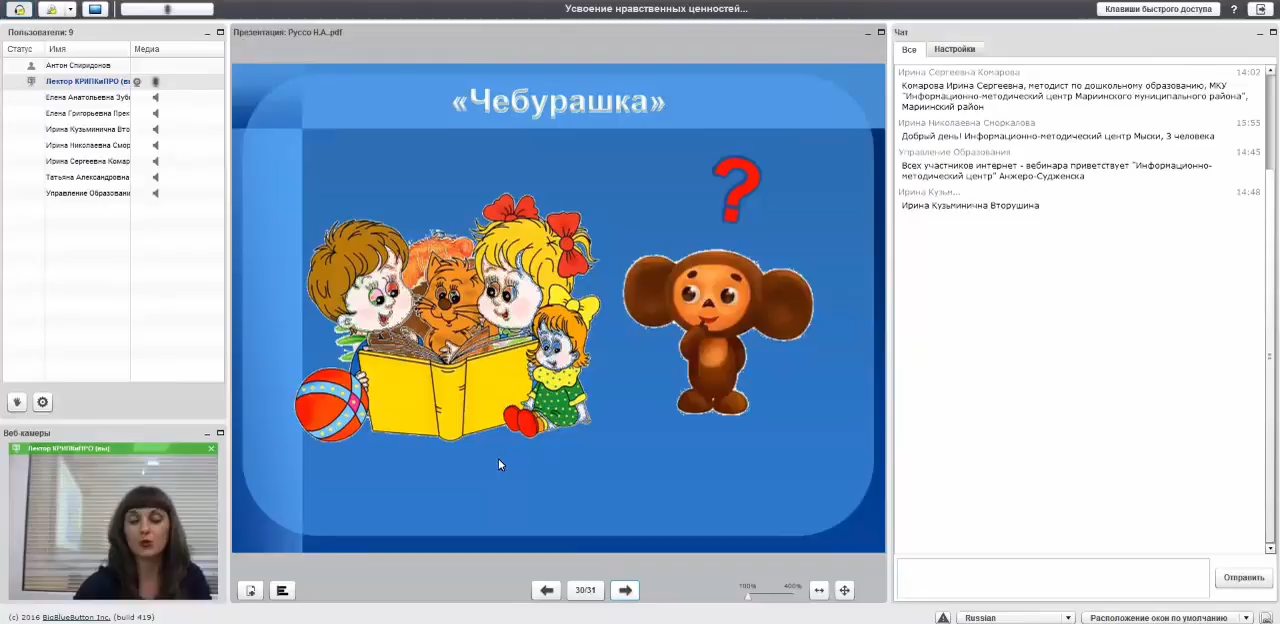 Усвоение нравственных ценностей...
Клавиши быстрого доступа
?
Пользователи: 9
Статус Имя Медиа
Антон Спиридонов
Лектор КРИПКиПРО (вы
Елена Анатольевна Зубо
Елена Григорьевна Прек
Ирина Кузьминична Вто
Ирина Николаевна Смор
Ирина Сергеевна Комар
Татьяна Александровна
Управление Образовани
Веб-камеры
Лектор КРИПКиПРО (вы)
Презентация: Руссо Н.А..pdf
«Чебурашка»
?
30/31
100% 400%
Чат
Все Настройки
Ирина Сергеевна Комарова 14:02
Комарова Ирина Сергеевна, методист по дошкольному образованию, МКУ
"Информационно-методический центр Мариинского муниципального района",
Мариинский район
Ирина Николаевна Сморкалова 15:55
Добрый день! Информационно-методический центр Мыски, 3 человека
Управление Образования 14:45
Всех участников интернет - вебинара приветствует "Информационно-
методический центр" Анжеро-Судженска
Ирина Кузьм... 14:48
Ирина Кузьминична Вторушина
Отправить
(c) 2016 BigBlueButton Inc. (build 419)
Russian
Расположение окон по умолчанию